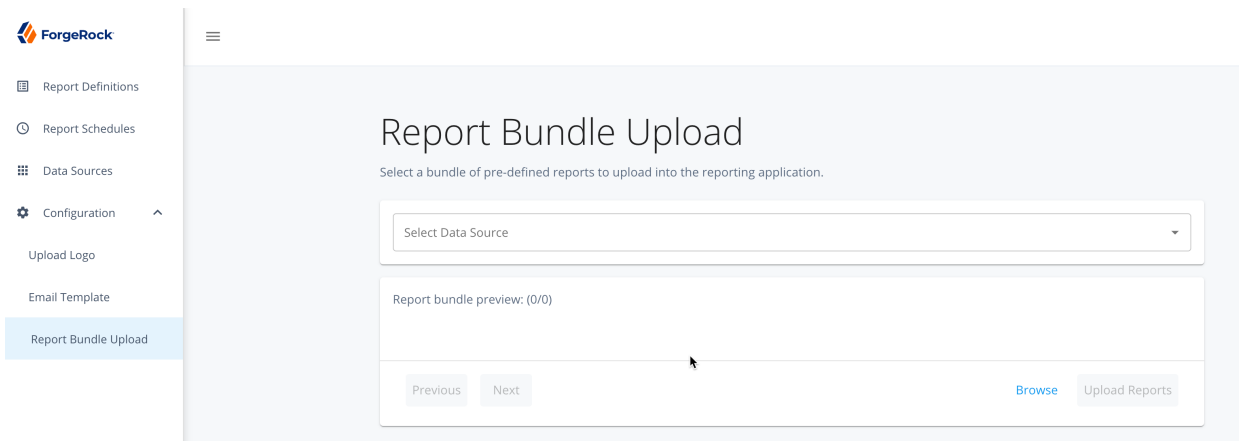 ForgeRock
Report Definitions
Report Schedules
Data Sources
Configuration
Upload Logo
Email Template
Report Bundle Upload
Report Bundle Upload
Select a bundle of pre-defined reports to upload into the reporting application.
Select Data Source
Report bundle preview: (0/0)
Previous Next Browse Upload Reports